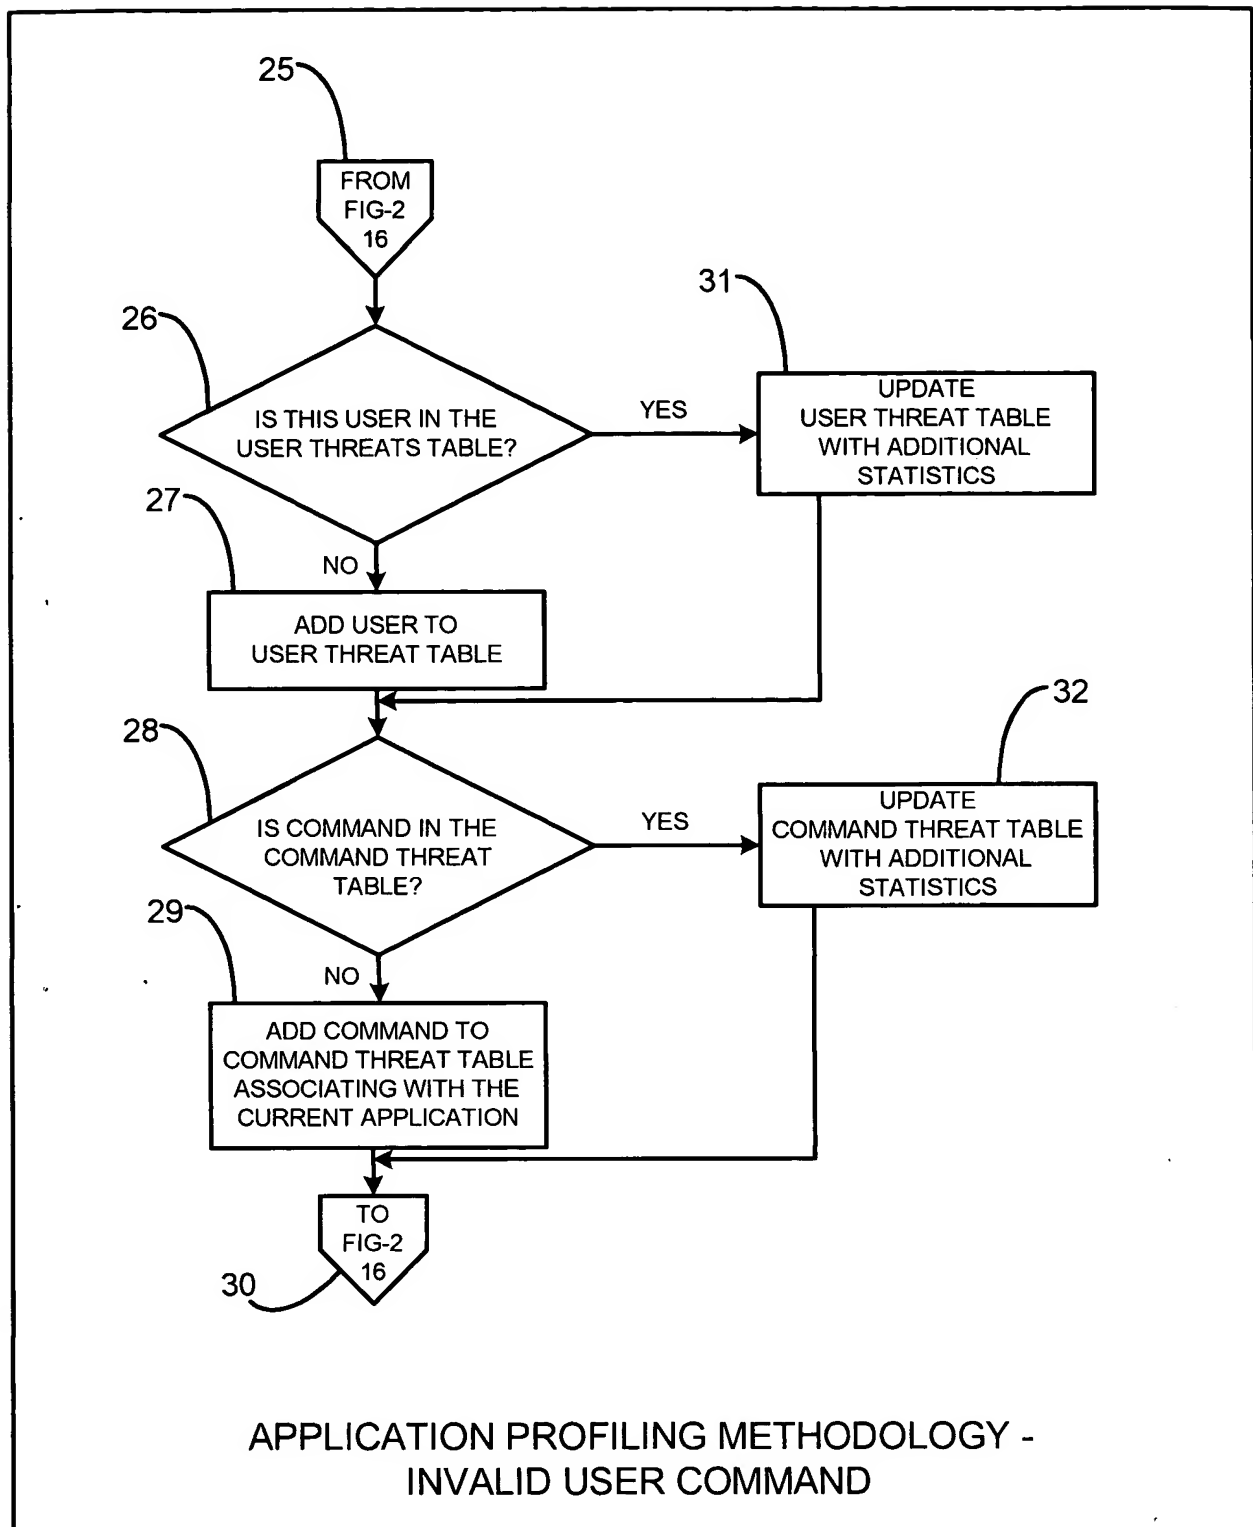 25
FROM
FIG-2
16
26
IS THIS USER IN THE
USER THREATS TABLE?
YES
31
UPDATE
USER THREAT TABLE
WITH ADDITIONAL
STATISTICS
27
NO
ADD USER TO
USER THREAT TABLE
28
IS COMMAND IN THE
COMMAND THREAT
TABLE?
YES
32
UPDATE
COMMAND THREAT TABLE
WITH ADDITIONAL
STATISTICS
29
NO
ADD COMMAND TO
COMMAND THREAT TABLE
ASSOCIATING WITH THE
CURRENT APPLICATION
TO
FIG-2
16
30
APPLICATION PROFILING METHODOLOGY -
INVALID USER COMMAND